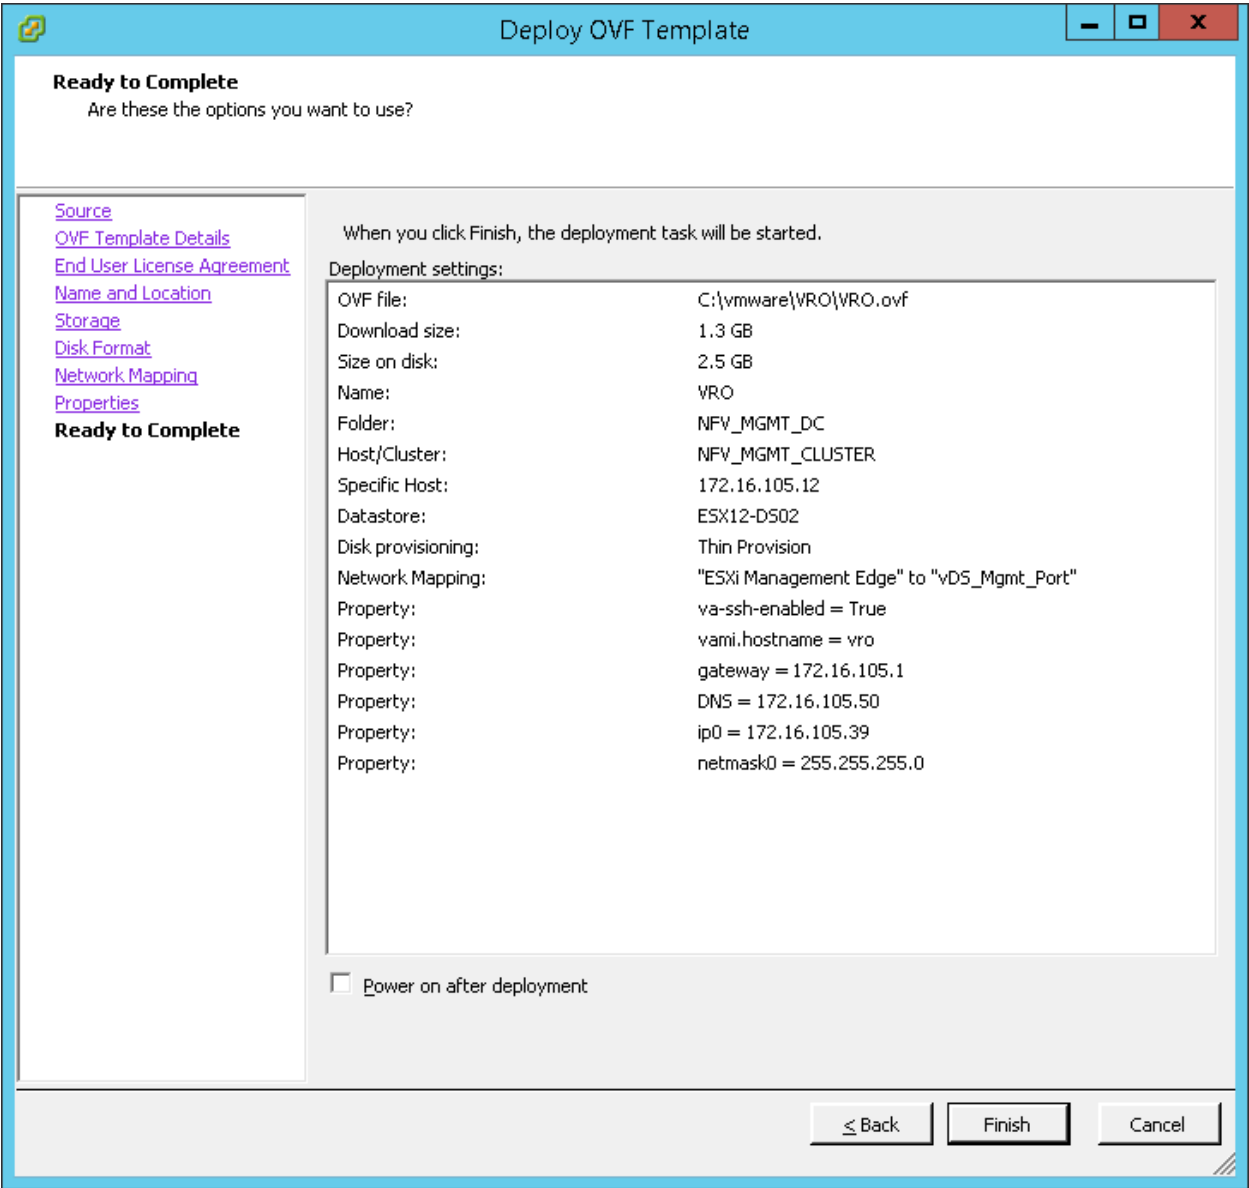 Deploy OVF Template
Ready to Complete
Are these the options you want to use?
Source
OVF Template Details
End User License Agreement
Name and Location
Storage
Disk Format
Network Mapping
Properties
Ready to Complete
When you click Finish, the deployment task will be started.
Deployment settings:
OVF file: C:\vmware\VRO\VRO.ovf
Download size: 1.3 GB
Size on disk: 2.5 GB
Name: VRO
Folder: NFV_MGMT_DC
Host/Cluster: NFV_MGMT_CLUSTER
Specific Host: 172.16.105.12
Datastore: ESX12-DS02
Disk provisioning: Thin Provision
Network Mapping: "ESXi Management Edge" to "vDS_Mgmt_Port"
Property: va-ssh-enabled = True
Property: vami.hostname = vro
Property: gateway = 172.16.105.1
Property: DNS = 172.16.105.50
Property: ip0 = 172.16.105.39
Property: netmask0 = 255.255.255.0
Power on after deployment
< Back Finish Cancel